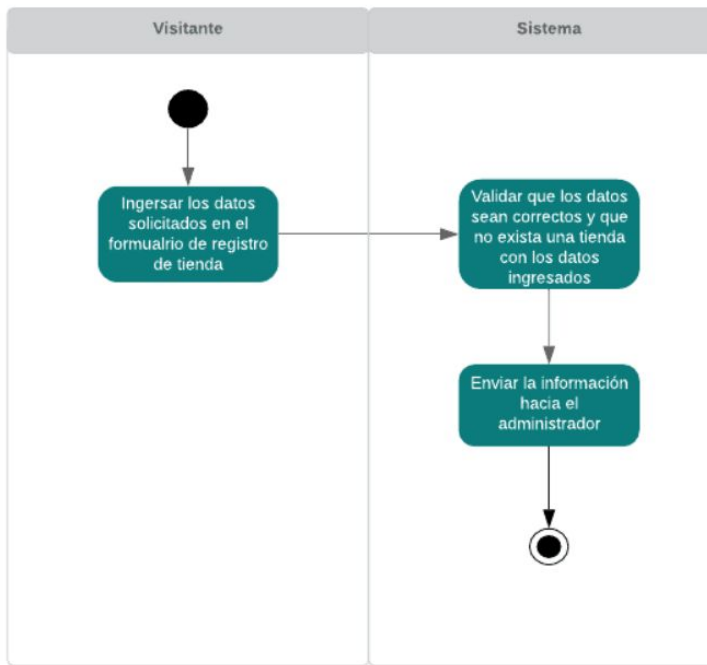 Visitante
Sistema
Ingersar los datos
solicitados en el
formualrio de registro
de tienda
Validar que los datos
sean correctos y que
no exista una tienda
con los datos
ingresados
Enviar la información
hacia el
administrador